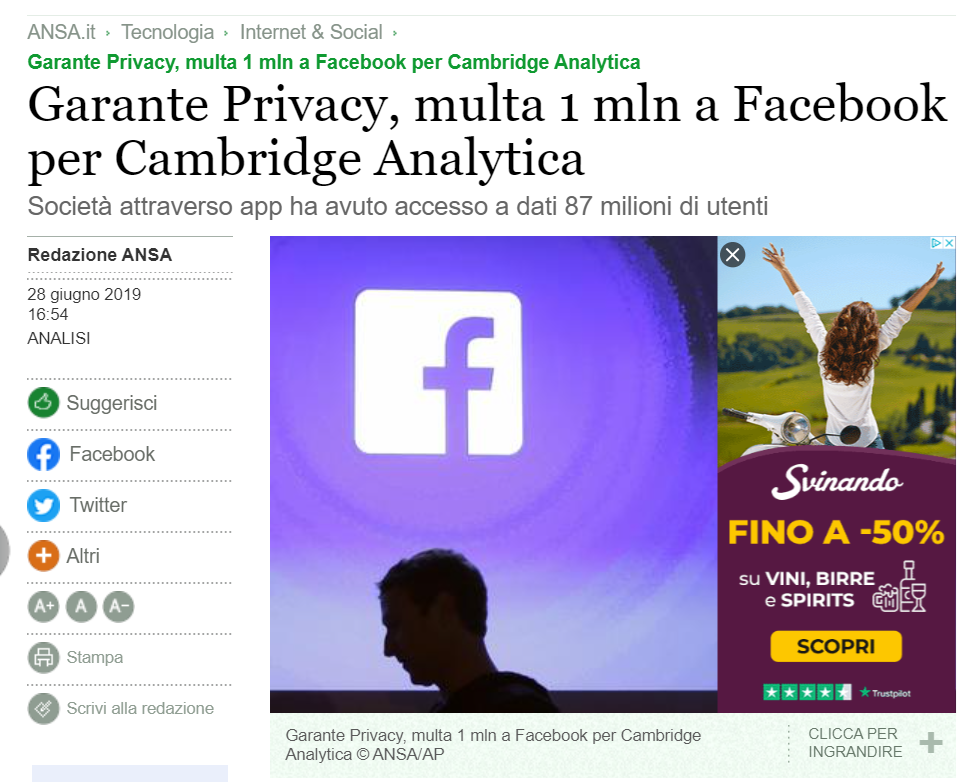 ANSA.it › Tecnologia › Internet & Social ›
Garante Privacy, multa 1 mln a Facebook per Cambridge Analytica
Garante Privacy, multa 1 mln a Facebook
per Cambridge Analytica
Società attraverso app ha avuto accesso a dati 87 milioni di utenti
Redazione ANSA
28 giugno 2019
16:54
ANALISI
Suggerisci
Facebook
Twitter
Altri
A+ A A-
Stampa
Scrivi alla redazione
f
Svinando
FINO A -50%
su VINI, BIRRE
e SPIRITS
SCOPRI
Trustpilot
Garante Privacy, multa 1 mln a Facebook per Cambridge
Analytica © ANSA/AP
CLICCA PER
INGRANDIRE